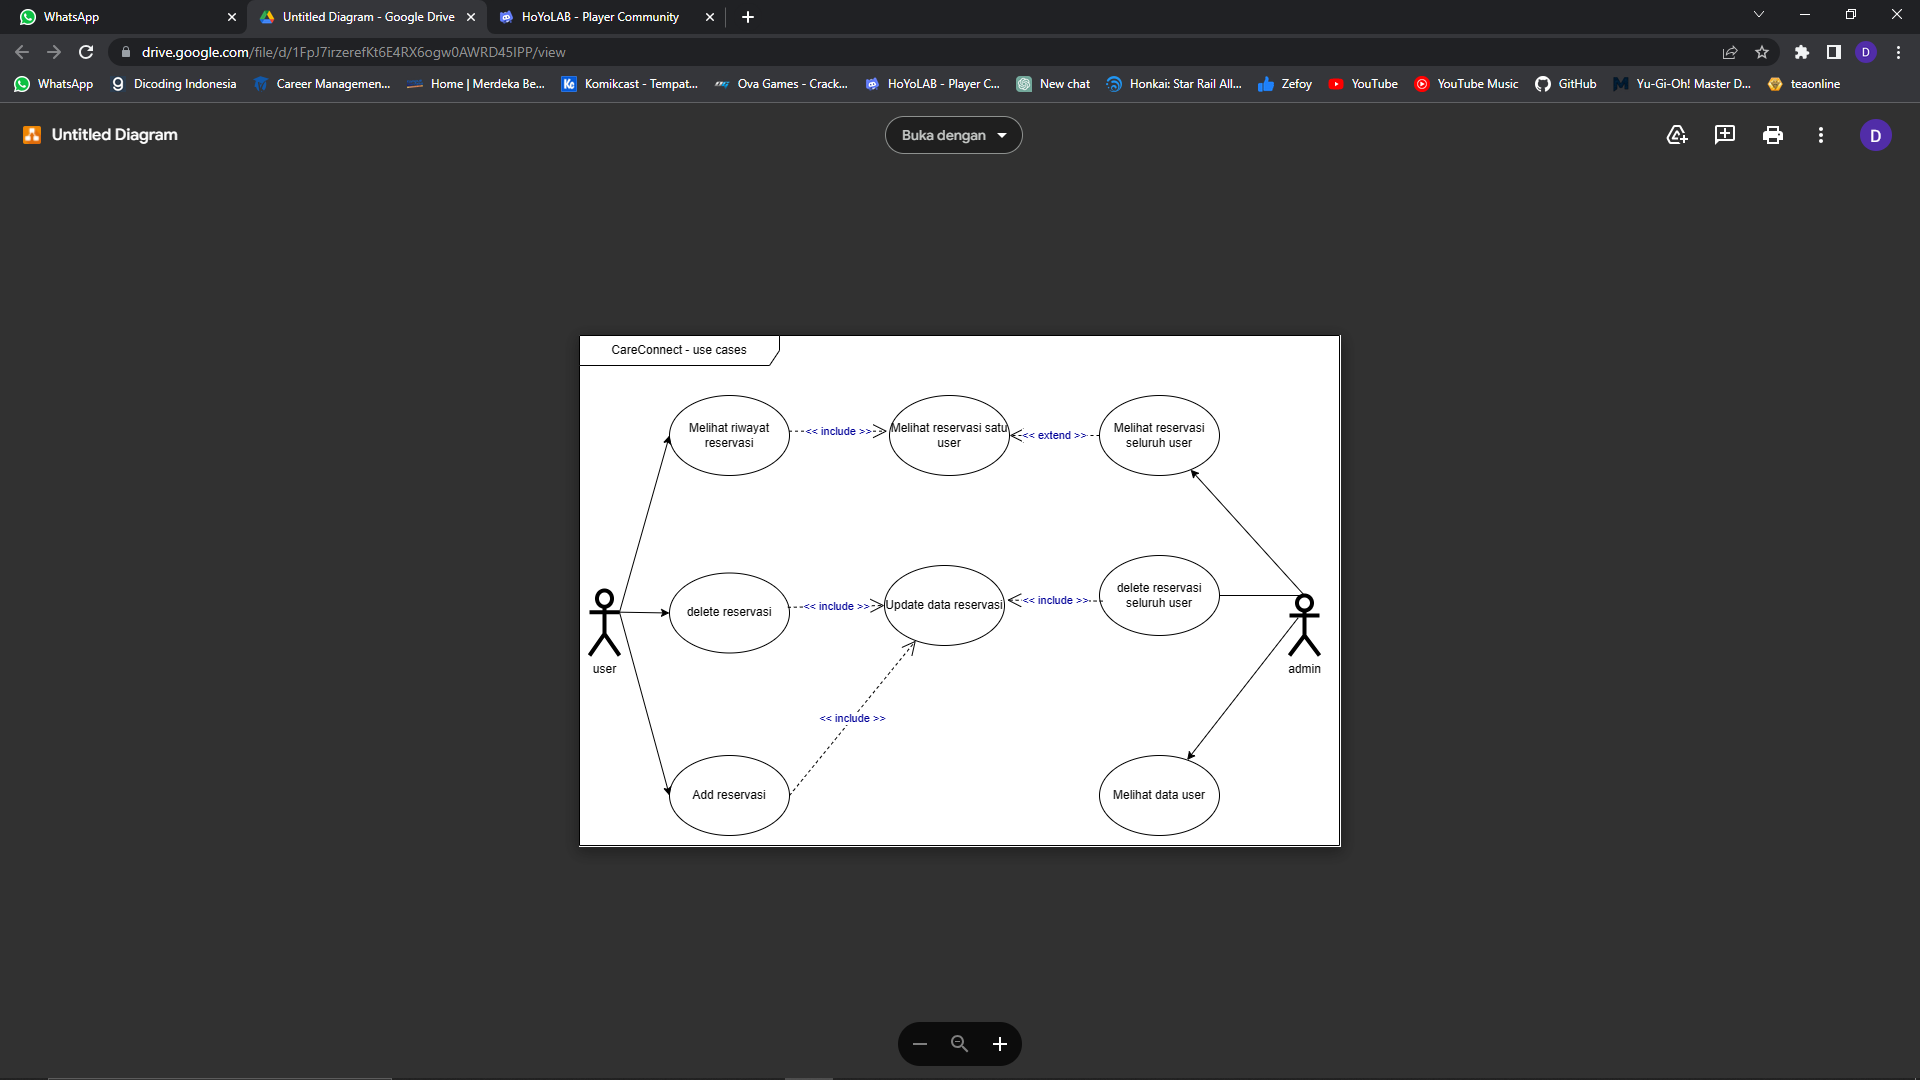 WhatsApp
Untitled Diagram - Google Drive
HoYoLAB - Player Community
drive.google.com/file/d/1FpJ7irzerefKt6E4RX6ogw0AWRD45IPP/view
D
WhatsApp
Dicoding Indonesia
Career Managemen...
Home | Merdeka Be...
Komikcast - Tempat...
Ova Games - Crack...
HoYoLAB - Player C...
New chat
Honkai: Star Rail All...
Zefoy
YouTube
YouTube Music
GitHub
Yu-Gi-Oh! Master D...
teaonline
Untitled Diagram
Buka dengan
D
CareConnect - use cases
Melihat riwayat
reservasi
<< include >>
Melihat reservasi satu
user
<< extend >>
Melihat reservasi
seluruh user
user
delete reservasi
<< include >>
Update data reservasi
<< include >>
delete reservasi
seluruh user
admin
<< include >>
Add reservasi
Melihat data user